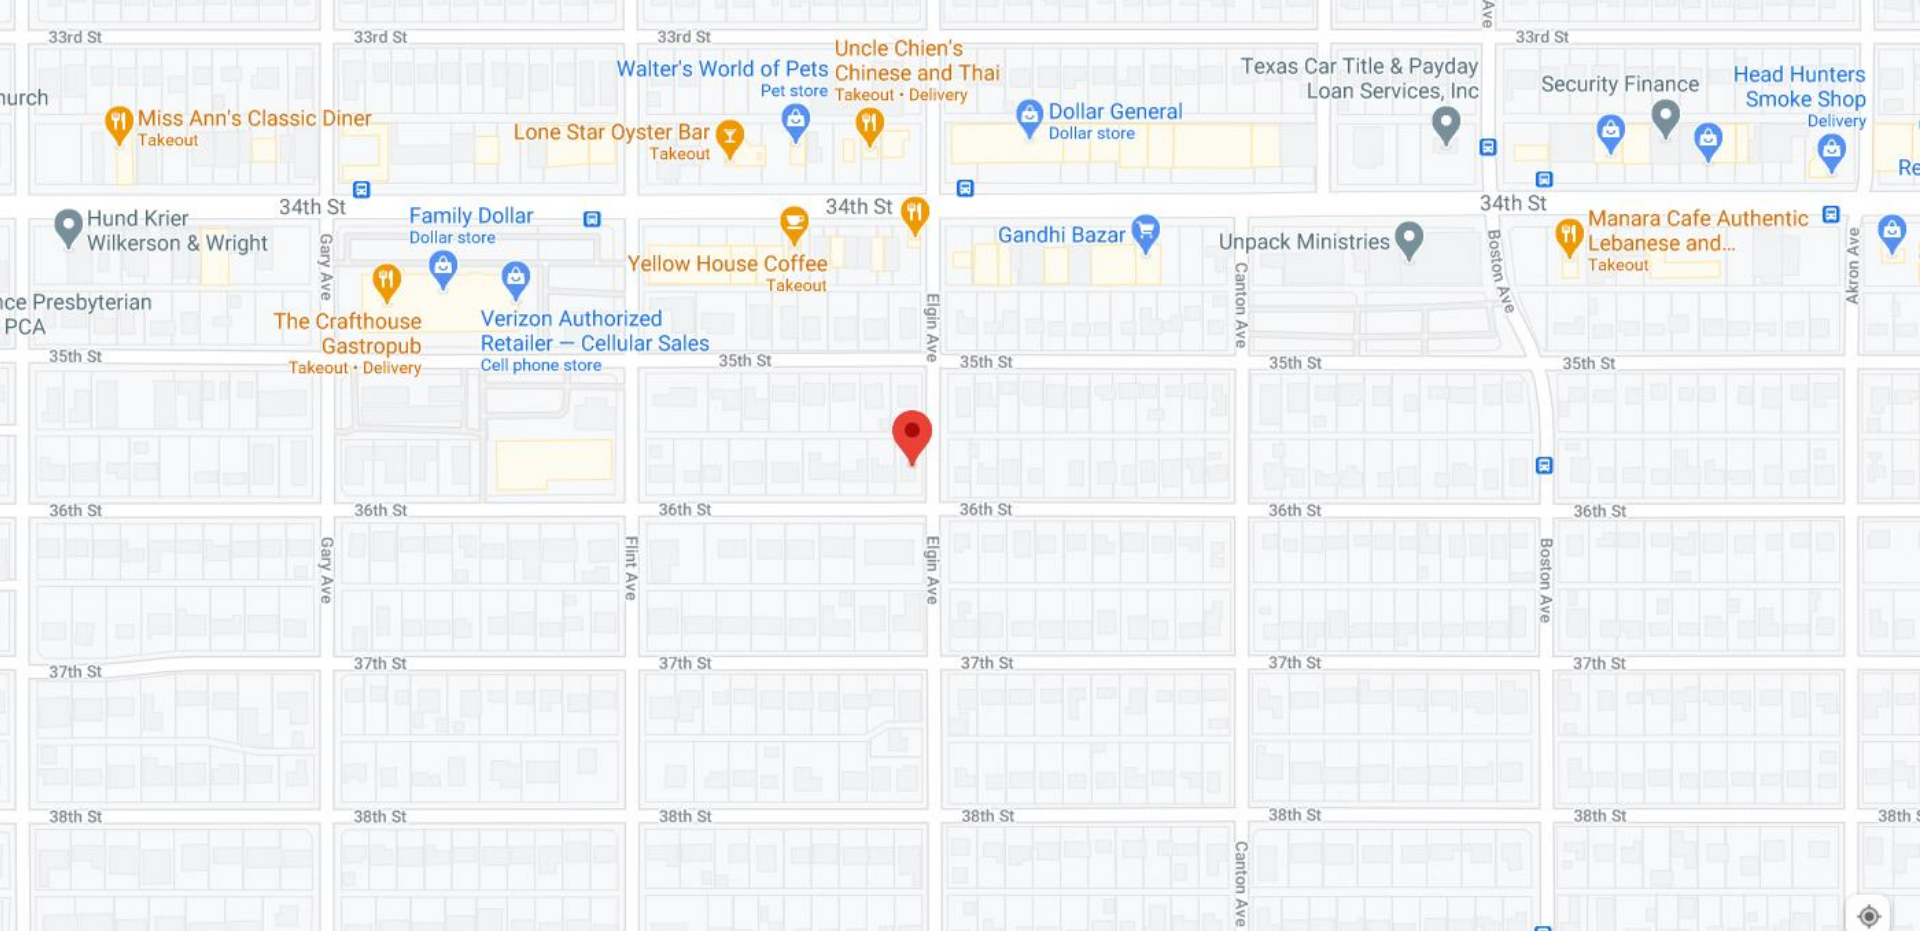 Ave
33rd St
33rd St
33rd St
33rd St
Uncle Chien's
Chinese and Thai
Takeout · Delivery
Walter's World of Pets
Pet store
Texas Car Title & Payday
Loan Services, Inc
Security Finance
Head Hunters
Smoke Shop
Delivery
urch
Miss Ann's Classic Diner
Takeout
Lone Star Oyster Bar
Takeout
Dollar General
Dollar store
Re
34th St
34th St
34th St
Hund Krier
Wilkerson & Wright
Family Dollar
Dollar store
Gandhi Bazar
Unpack Ministries
Manara Cafe Authentic
Lebanese and...
Takeout
Yellow House Coffee
Takeout
Gary Ave
Elgin Ave
Canton Ave
Boston Ave
Akron Ave
nce Presbyterian
PCA
The Crafthouse
Gastropub
Takeout · Delivery
Verizon Authorized
Retailer — Cellular Sales
Cell phone store
35th St
35th St
35th St
35th St
35th St
36th St
36th St
36th St
36th St
36th St
36th St
Gary Ave
Flint Ave
Elgin Ave
Boston Ave
37th St
37th St
37th St
37th St
37th St
37th St
38th St
38th St
38th St
38th St
38th St
38th St
38th S
Canton Ave